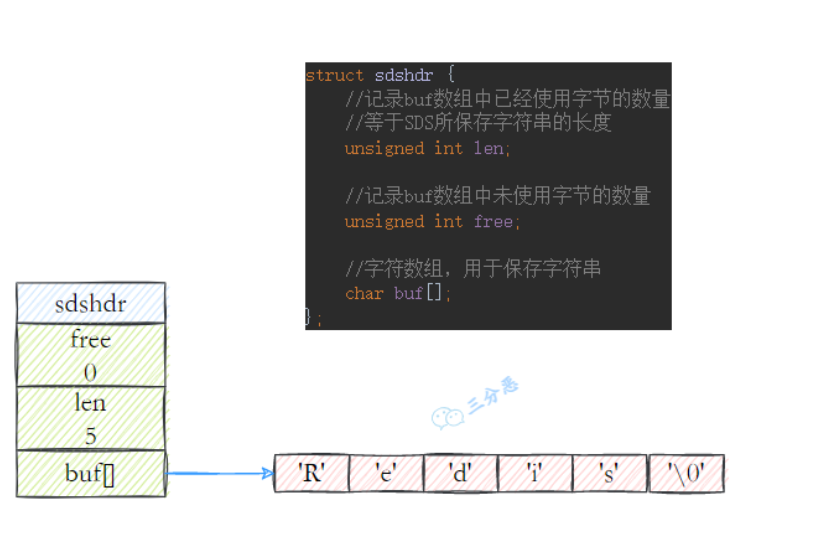 struct sdshdr {
//记录buf数组中已经使用字节的数量
//等于SDS所保存字符串的长度
unsigned int len;
//记录buf数组中未使用字节的数量
unsigned int free;
//字符数组，用于保存字符串
char buf[];
};
sdshdr
free
0
len
5
buf[]
三分恶
'R' 'e' 'd' 'i' 's' '\0'